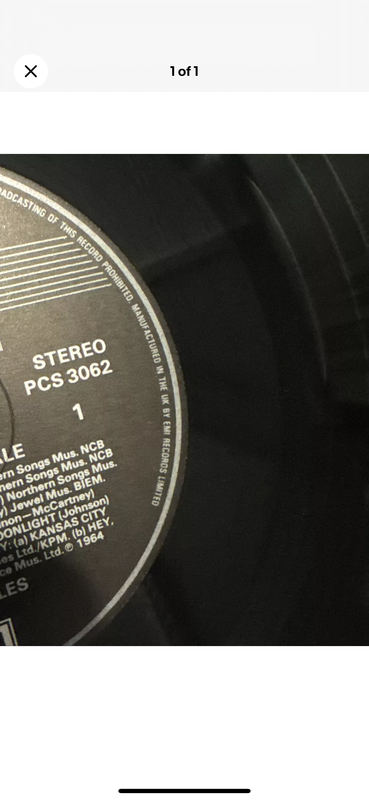 1 of 1
ADCASTING OF THIS RECORD PROHIBITED. MANUFACTURED IN THE UK BY EMI RECORDS LIMITED
STEREO
PCS 3062
1
ALE
ern Songs Mus. NCB
hern Songs Mus. NCB
) Northern Songs Mus.
y) Jewel Mus. BIEM.
nnon—McCartney)
OONLIGHT (Johnson)
Y: (a) KANSAS CITY
es Ltd./KPM. (b) HEY,
ce Mus. Ltd. ℗ 1964
LES